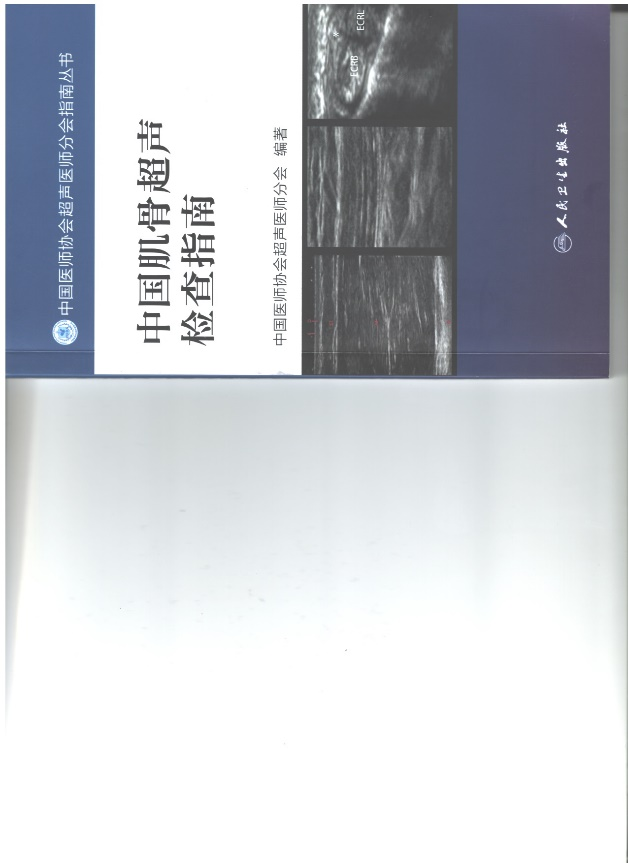 中国医师协会超声医师分会指南丛书
中国肌骨超声
检查指南
中国医师协会超声医师分会 编著
ECRB
ECRL
*
人民卫生出版社